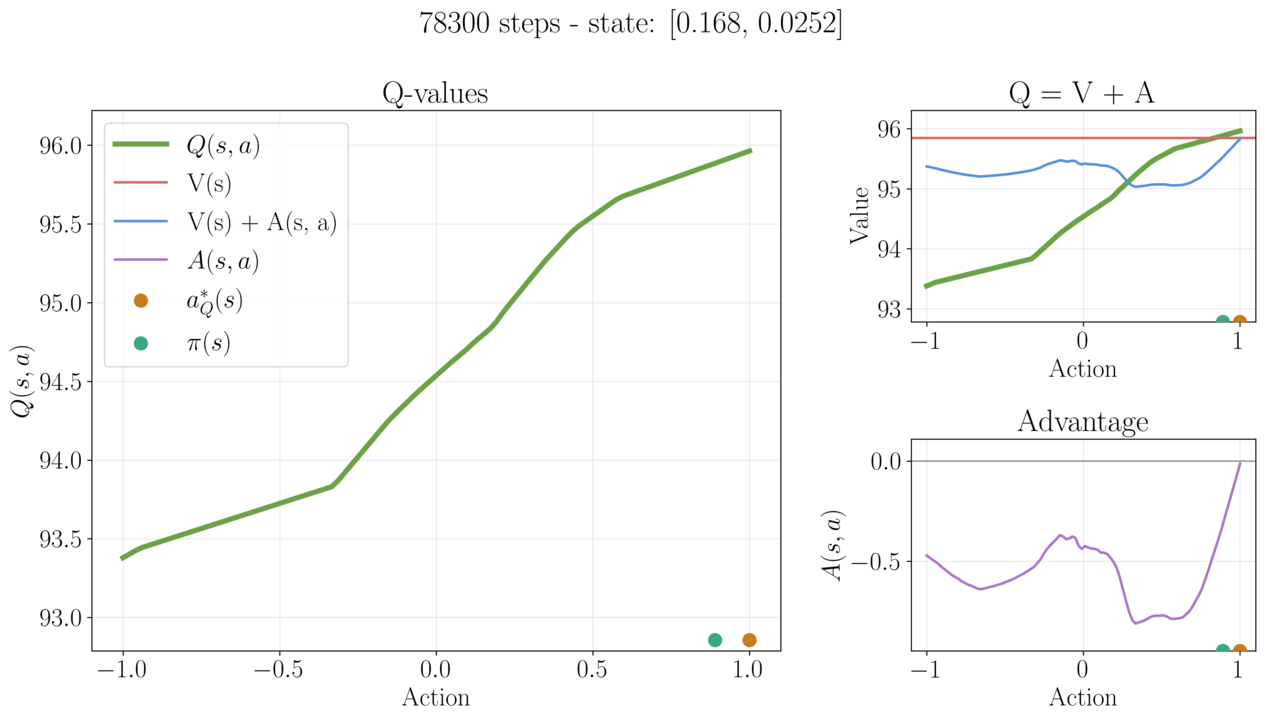 78300 steps - state: [0.168, 0.0252]
Q-values
Q(s, a)
96.0
95.5
95.0
94.5
94.0
93.5
93.0
Q(s, a)
V(s)
V(s) + A(s, a)
A(s, a)
a*Q(s)
π(s)
−1.0
−0.5
0.0
0.5
1.0
Action
Q = V + A
Value
96
95
94
93
−1
0
1
Action
Advantage
A(s, a)
0.0
−0.5
−1
0
1
Action